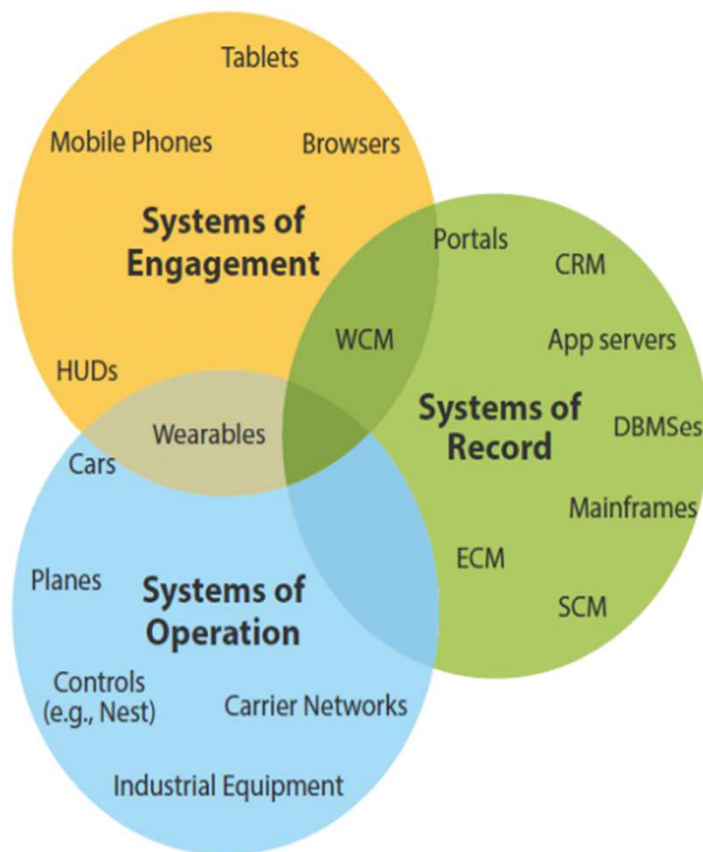 Tablets
Mobile Phones
Browsers
Systems of
Engagement
HUDs
Portals
CRM
WCM
App servers
Systems of
Record
DBMSes
Mainframes
ECM
SCM
Wearables
Cars
Planes
Systems of
Operation
Controls
(e.g., Nest)
Carrier Networks
Industrial Equipment